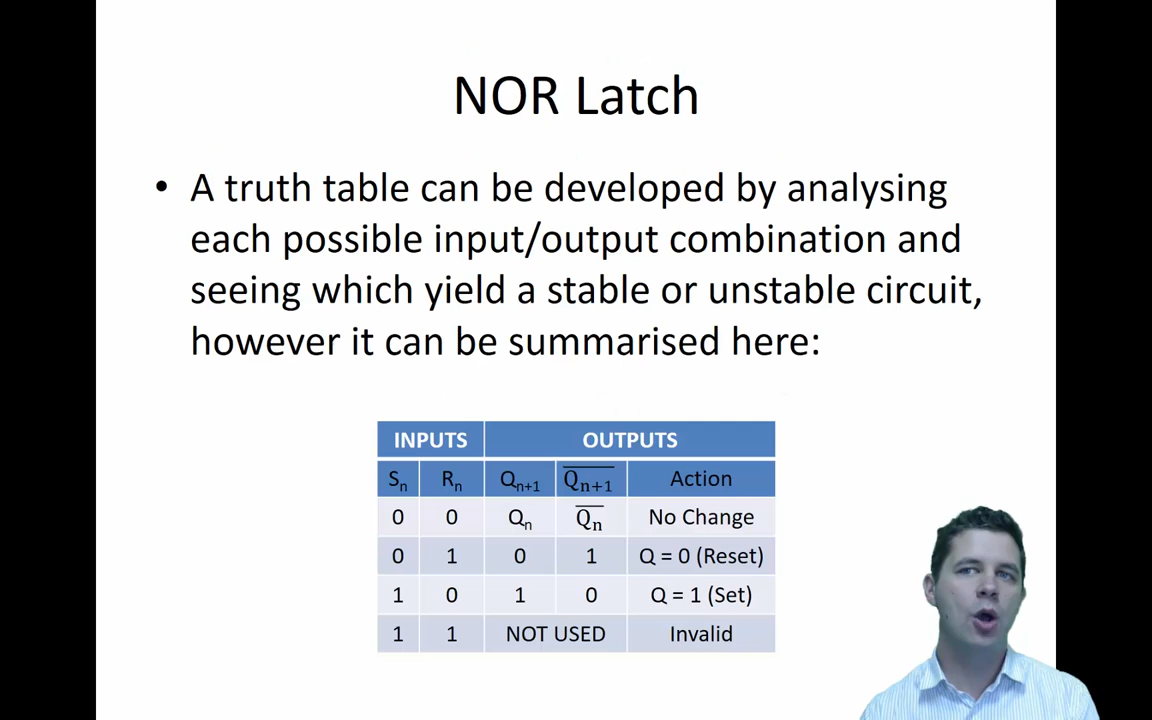 NOR Latch
• A truth table can be developed by analysing
each possible input/output combination and
seeing which yield a stable or unstable circuit,
however it can be summarised here:
INPUTS OUTPUTS
Sₙ Rₙ Qₙ₊₁ Q̅ₙ₊₁ Action
0 0 Qₙ Q̅ₙ No Change
0 1 0 1 Q = 0 (Reset)
1 0 1 0 Q = 1 (Set)
1 1 NOT USED Invalid